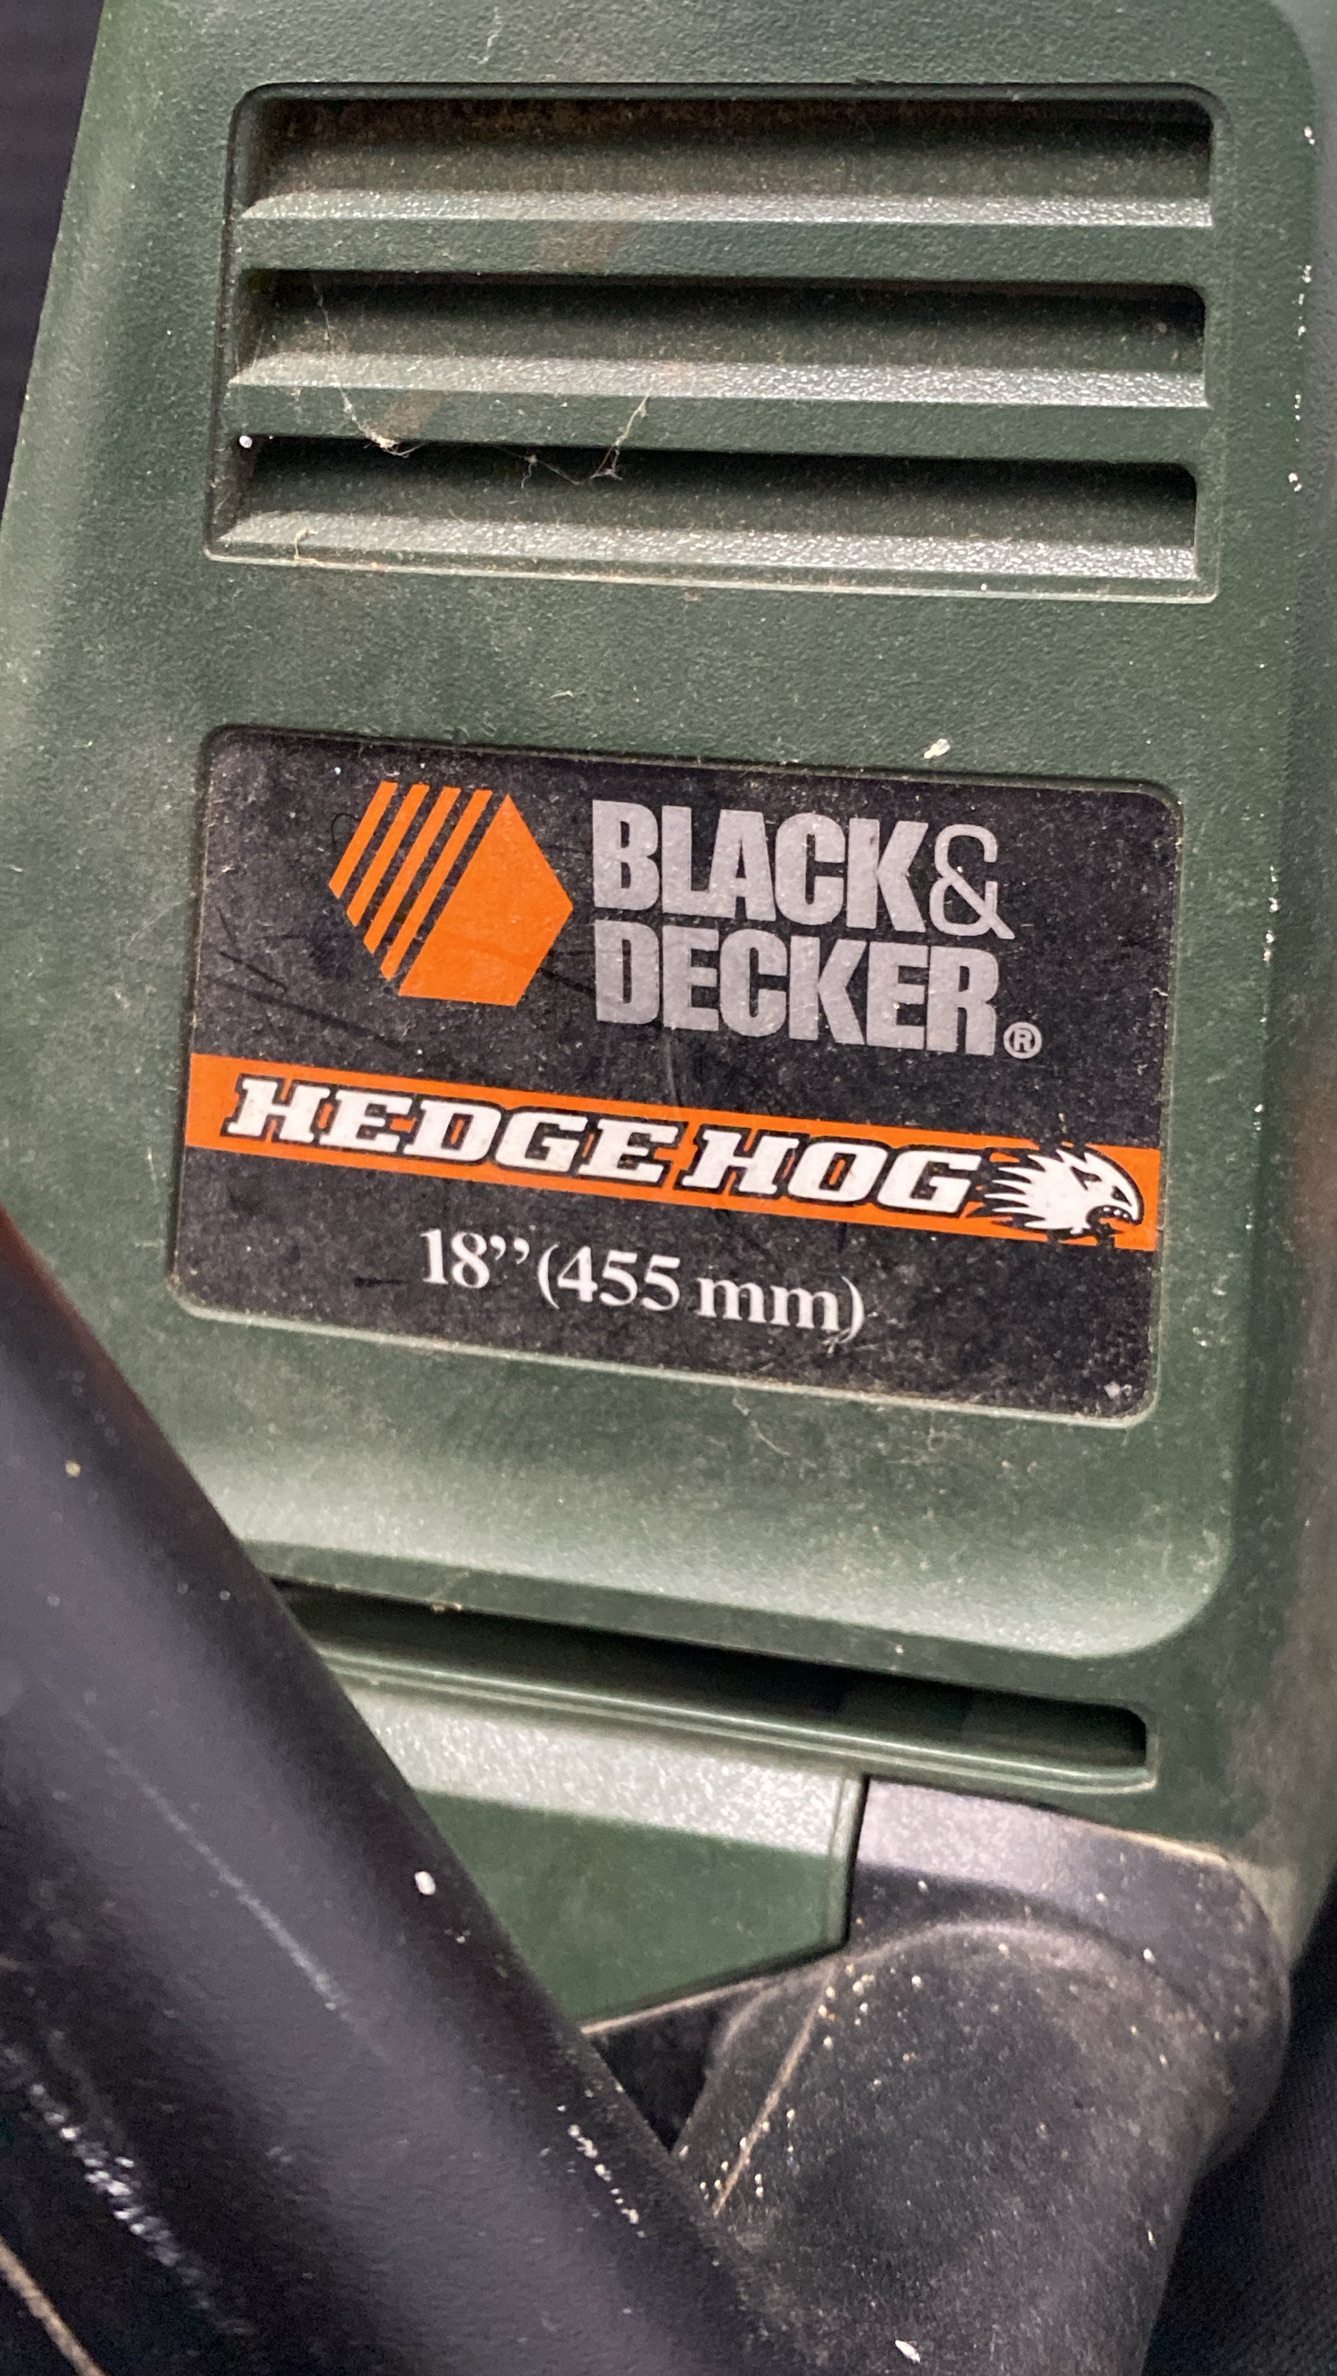 BLACK&
DECKER®
HEDGE HOG
18” (455 mm)